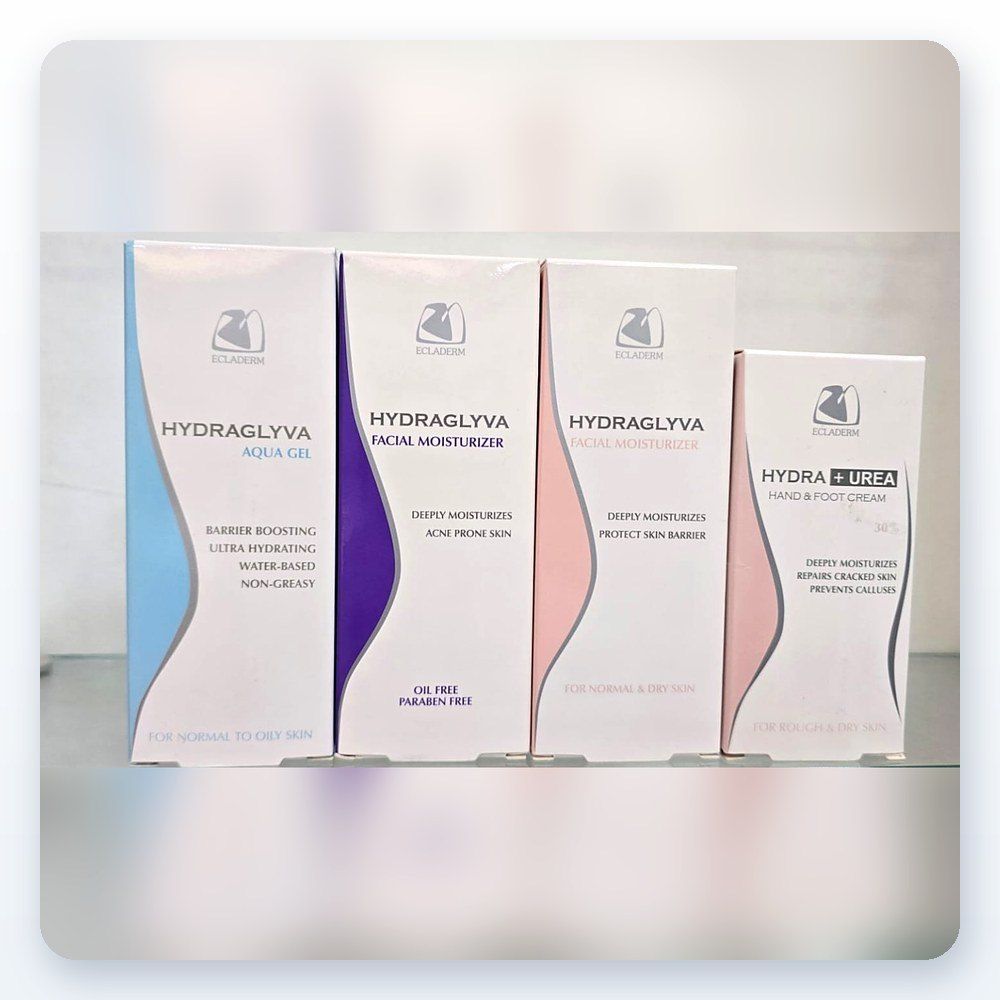 ECLADERM
HYDRAGLYVA
AQUA GEL
BARRIER BOOSTING
ULTRA HYDRATING
WATER-BASED
NON-GREASY
FOR NORMAL TO OILY SKIN
ECLADERM
HYDRAGLYVA
FACIAL MOISTURIZER
DEEPLY MOISTURIZES
ACNE PRONE SKIN
OIL FREE
PARABEN FREE
ECLADERM
HYDRAGLYVA
FACIAL MOISTURIZER
DEEPLY MOISTURIZES
PROTECT SKIN BARRIER
FOR NORMAL & DRY SKIN
ECLADERM
HYDRA + UREA
HAND & FOOT CREAM
30%
DEEPLY MOISTURIZES
REPAIRS CRACKED SKIN
PREVENTS CALLUSES
FOR ROUGH & DRY SKIN